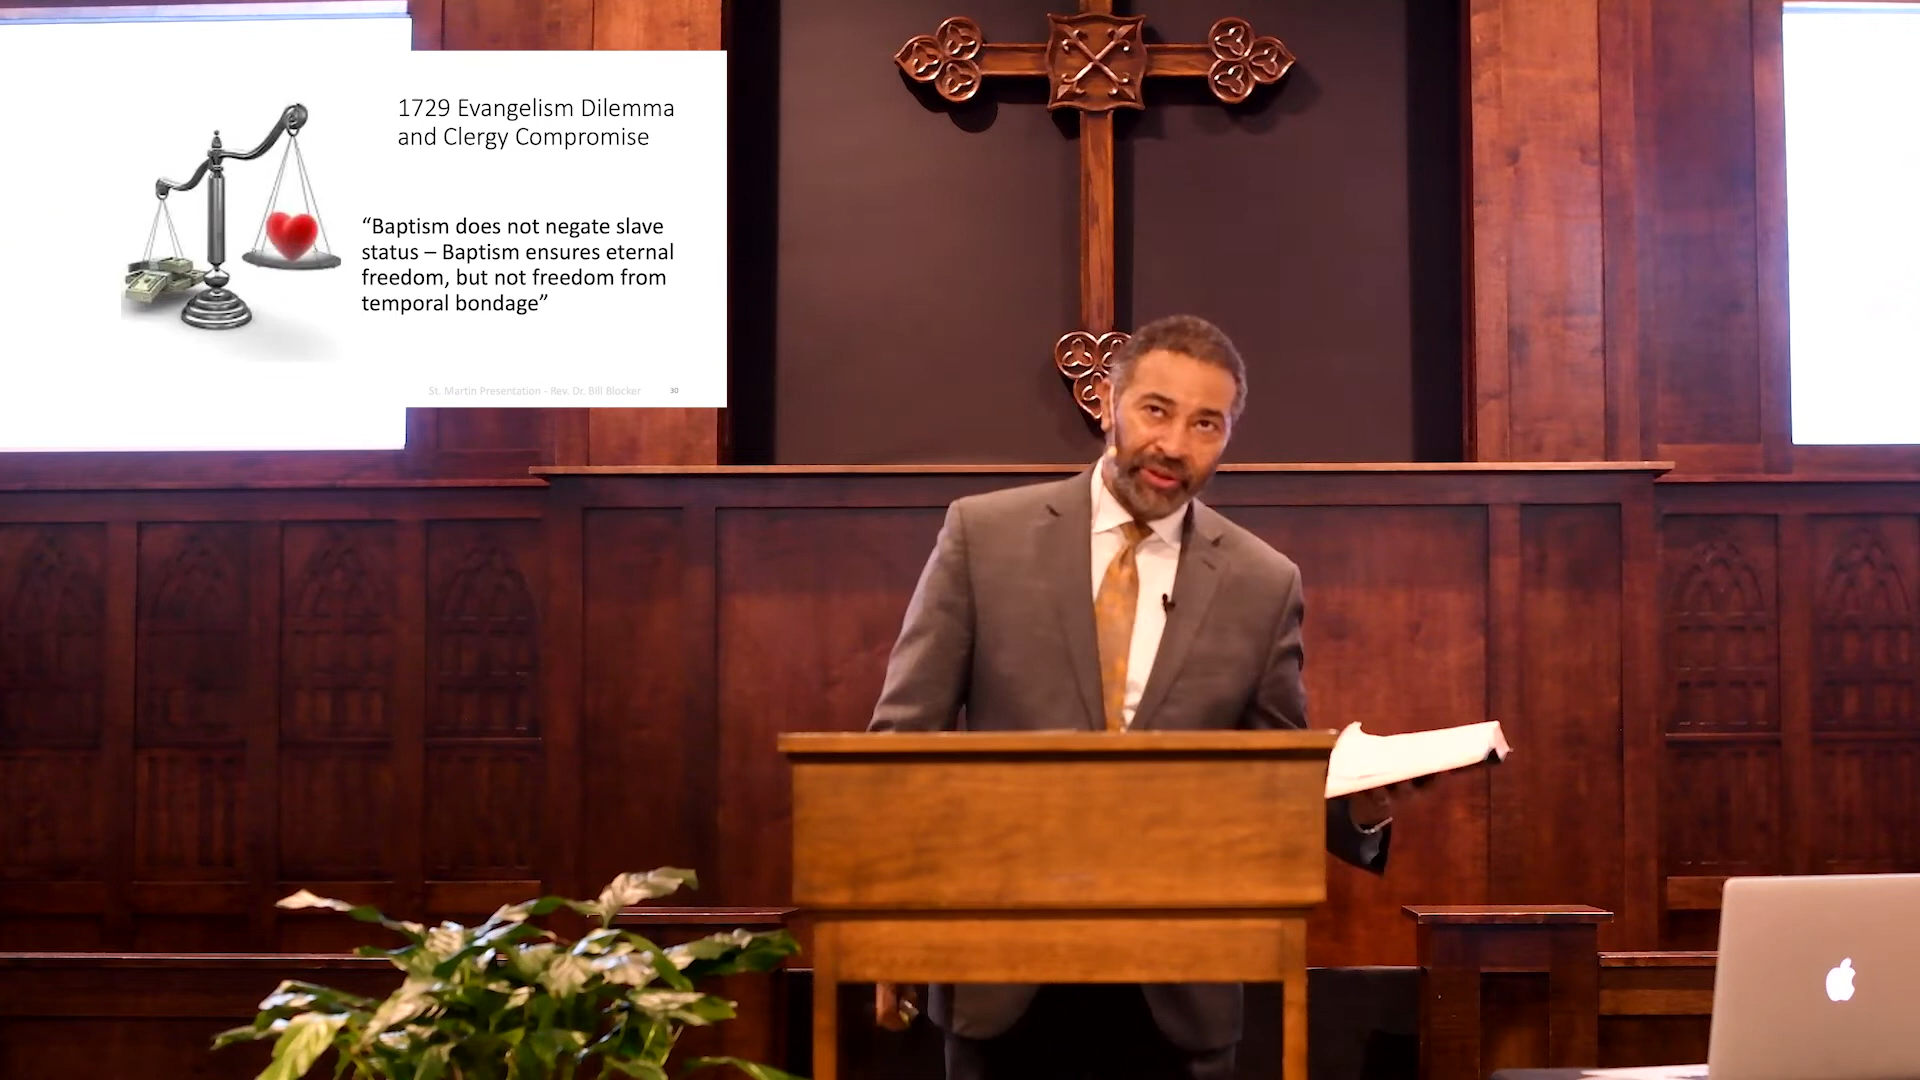 1729 Evangelism Dilemma
and Clergy Compromise
“Baptism does not negate slave
status – Baptism ensures eternal
freedom, but not freedom from
temporal bondage”
St. Martin Presentation - Rev. Dr. Bill Blocker 30